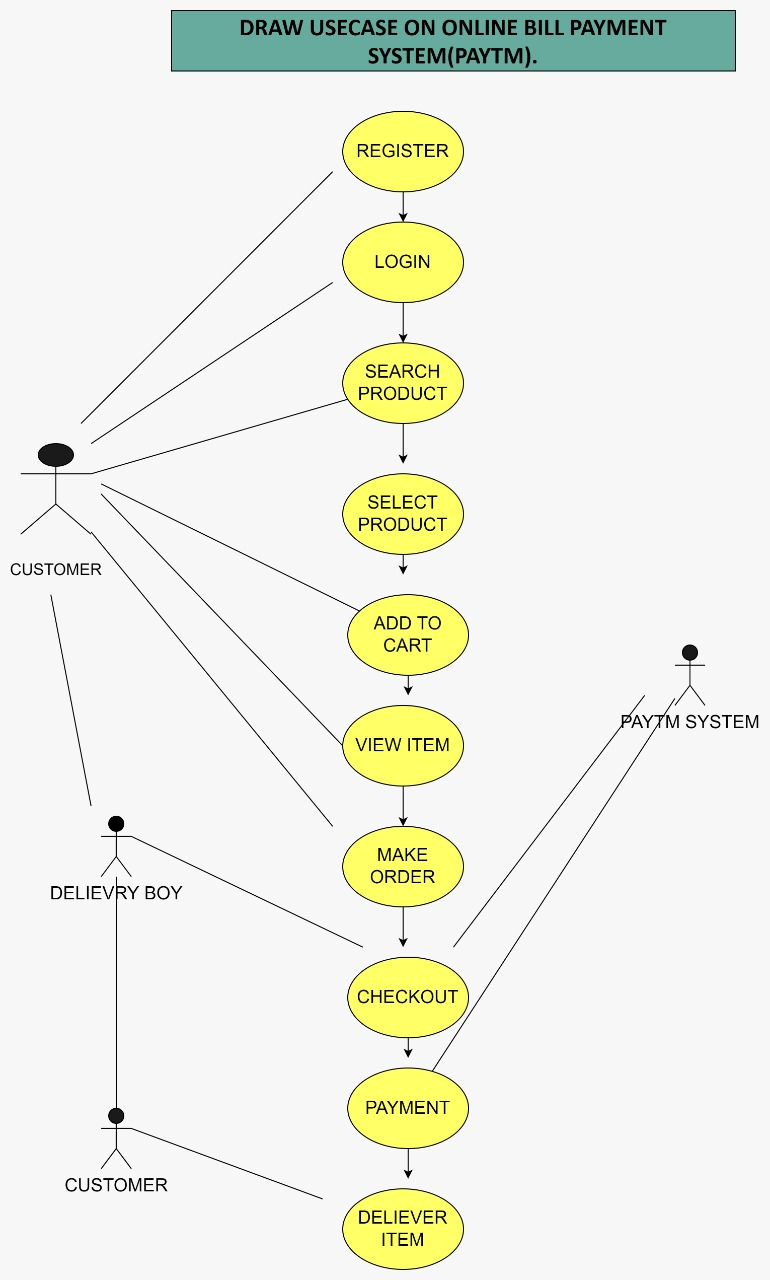 DRAW USECASE ON ONLINE BILL PAYMENT
SYSTEM(PAYTM).
REGISTER
LOGIN
SEARCH
PRODUCT
SELECT
PRODUCT
CUSTOMER
ADD TO
CART
PAYTM SYSTEM
VIEW ITEM
MAKE
ORDER
DELIEVRY BOY
CHECKOUT
PAYMENT
CUSTOMER
DELIEVER
ITEM